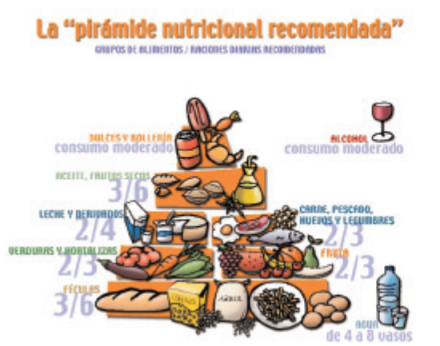 La “pirámide nutricional recomendada”
GRUPOS DE ALIMENTOS / RACIONES DIARIAS RECOMENDADAS
DULCES Y BOLLERÍA
consumo moderado
ALCOHOL
consumo moderado
ACEITE, FRUTOS SECOS
3/6
LECHE Y DERIVADOS
2/4
CARNE, PESCADO,
HUEVOS Y LEGUMBRES
2/3
VERDURAS Y HORTALIZAS
2/3
FRUTA
2/3
FÉCULAS
3/6
CEREALES
ARROZ
AGUA
de 4 a 8 vasos